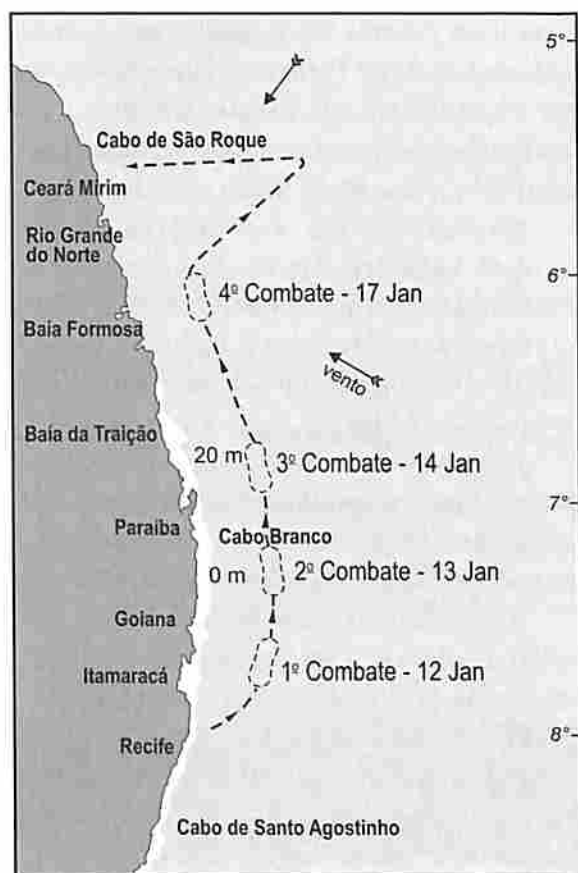 5°
Cabo de São Roque
Ceará Mirim
Rio Grande
do Norte
6°
4º Combate - 17 Jan
Baía Formosa
vento
Baía da Traição
20 m
3º Combate - 14 Jan
7°
Paraíba
Cabo Branco
0 m
2º Combate - 13 Jan
Goiana
Itamaracá
1º Combate - 12 Jan
Recife
8°
Cabo de Santo Agostinho